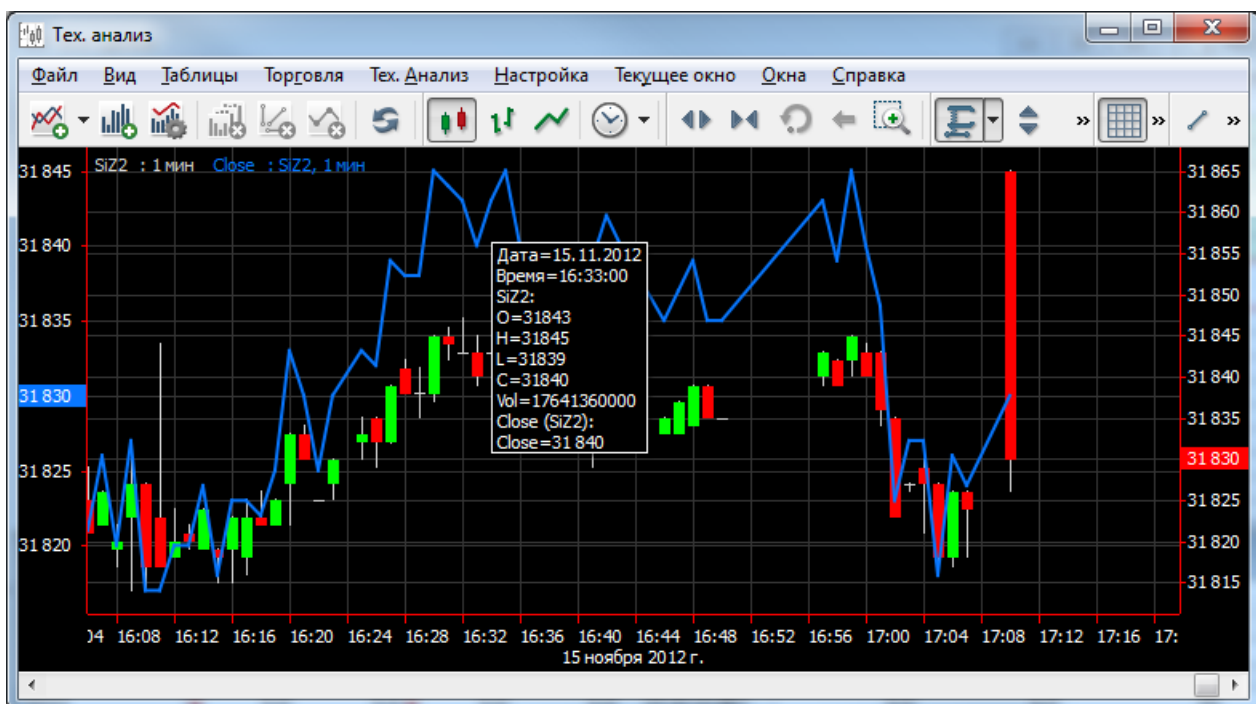 Тех. анализ
Файл Вид Таблицы Торговля Тех. Анализ Настройка Текущее окно Окна Справка
SiZ2 : 1 мин Close : SiZ2, 1 мин
31 845
31 840
31 835
31 830
31 825
31 820
Дата=15.11.2012
Время=16:33:00
SiZ2:
O=31843
H=31845
L=31839
C=31840
Vol=17641360000
Close (SiZ2):
Close=31 840
31 865
31 860
31 855
31 850
31 845
31 840
31 835
31 830
31 825
31 820
31 815
04 16:08 16:12 16:16 16:20 16:24 16:28 16:32 16:36 16:40 16:44 16:48 16:52 16:56 17:00 17:04 17:08 17:12 17:16 17:
15 ноября 2012 г.